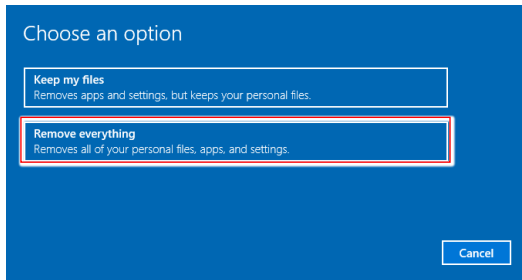 Choose an option
Keep my files
Removes apps and settings, but keeps your personal files.
Remove everything
Removes all of your personal files, apps, and settings.
Cancel